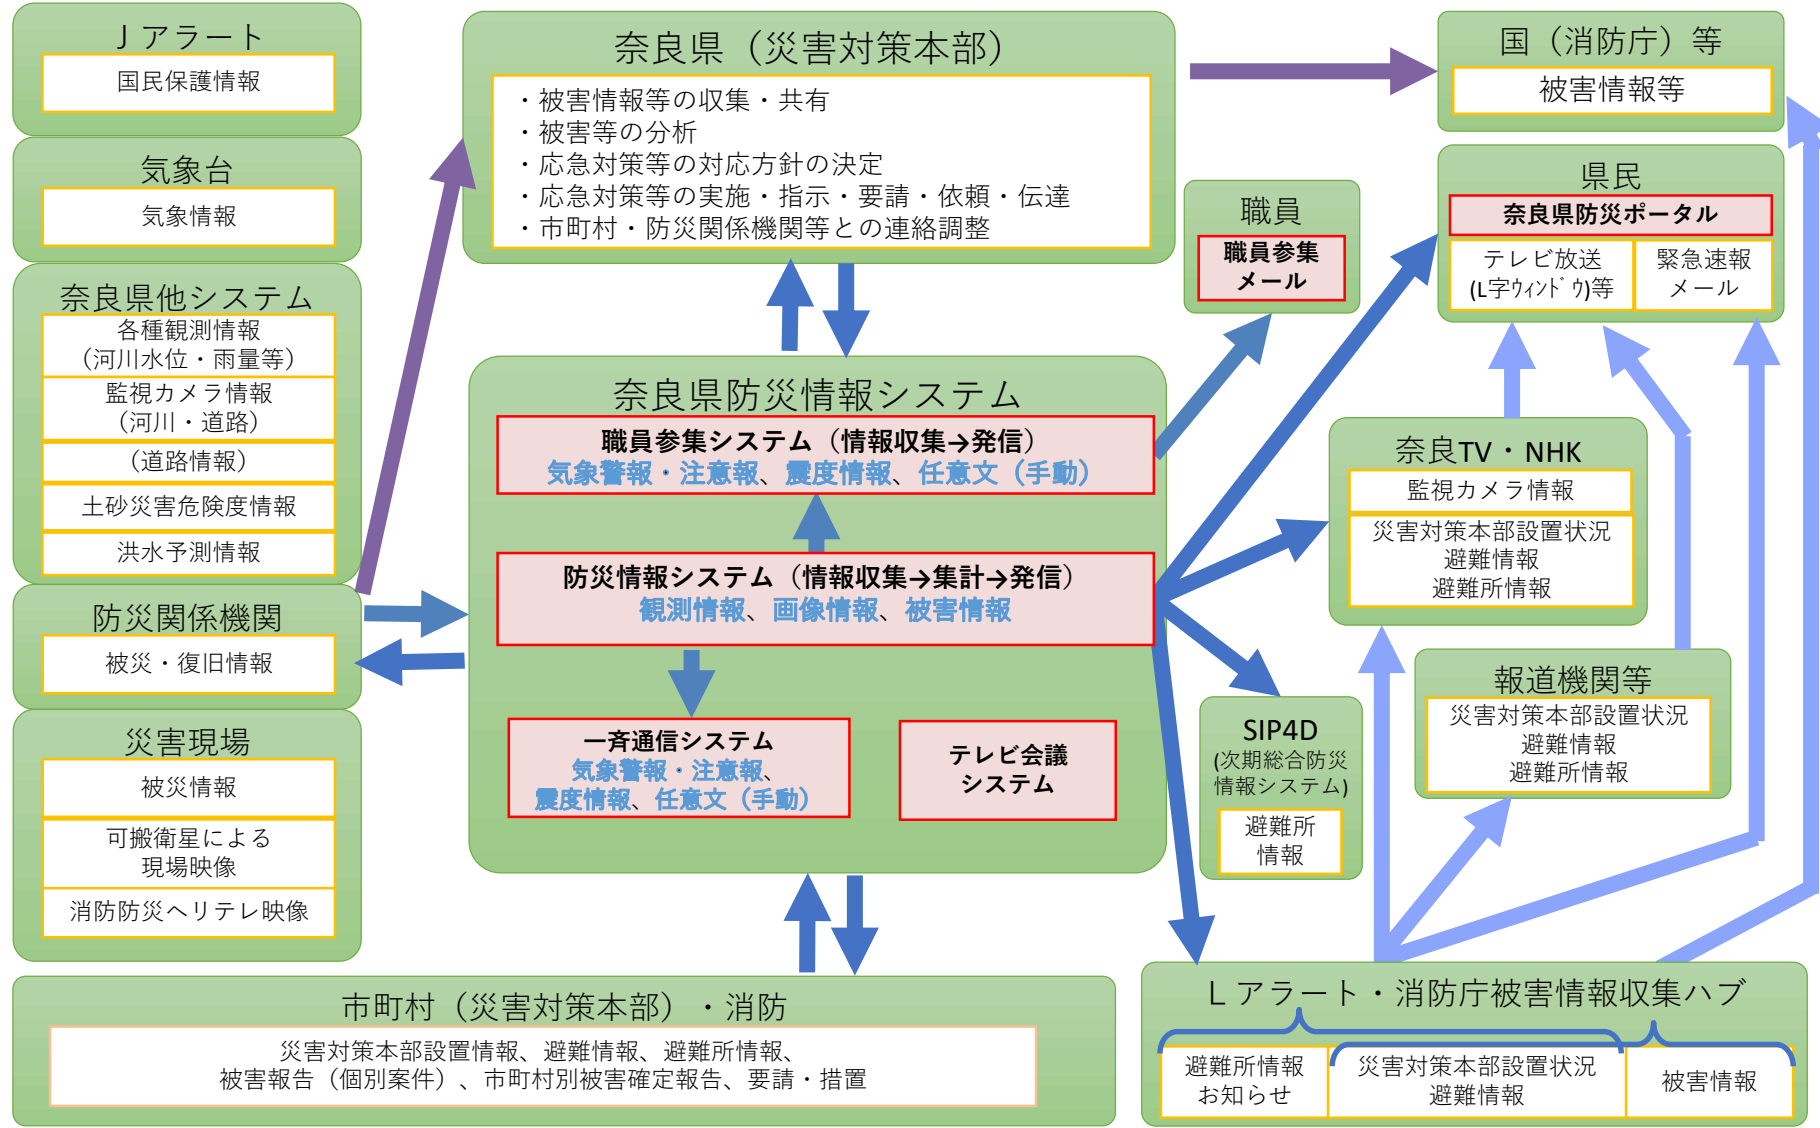 Jアラート
国民保護情報
気象台
気象情報
奈良県他システム
各種観測情報
（河川水位・雨量等）
監視カメラ情報
（河川・道路）
（道路情報）
土砂災害危険度情報
洪水予測情報
防災関係機関
被災・復旧情報
災害現場
被災情報
可搬衛星による
現場映像
消防防災ヘリテレ映像
奈良県（災害対策本部）
・被害情報等の収集・共有
・被害等の分析
・応急対策等の対応方針の決定
・応急対策等の実施・指示・要請・依頼・伝達
・市町村・防災関係機関等との連絡調整
奈良県防災情報システム
職員参集システム（情報収集→発信）
気象警報・注意報、震度情報、任意文（手動）
防災情報システム（情報収集→集計→発信）
観測情報、画像情報、被害情報
一斉通信システム
気象警報・注意報、
震度情報、任意文（手動）
テレビ会議
システム
市町村（災害対策本部）・消防
災害対策本部設置情報、避難情報、避難所情報、
被害報告（個別案件）、市町村別被害確定報告、要請・措置
職員
職員参集
メール
国（消防庁）等
被害情報等
県民
奈良県防災ポータル
テレビ放送
(L字ｳｨﾝﾄﾞｳ)等
緊急速報
メール
奈良TV・NHK
監視カメラ情報
災害対策本部設置状況
避難情報
避難所情報
報道機関等
災害対策本部設置状況
避難情報
避難所情報
SIP4D
(次期総合防災
情報システム)
避難所
情報
Lアラート・消防庁被害情報収集ハブ
避難所情報
お知らせ
災害対策本部設置状況
避難情報
被害情報